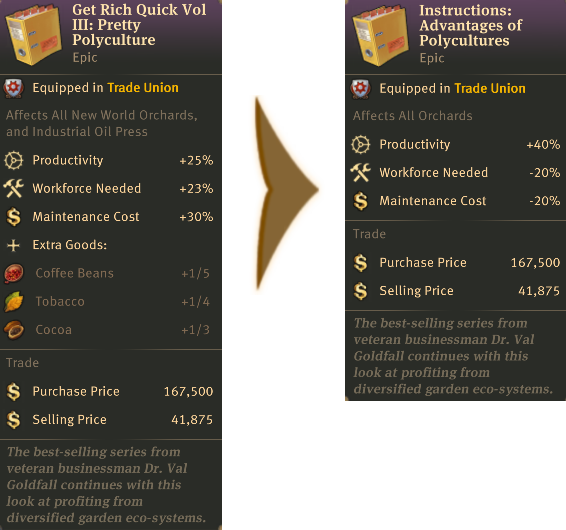 Get Rich Quick Vol
III: Pretty
Polyculture
Epic
Equipped in Trade Union
Affects All New World Orchards,
and Industrial Oil Press
Productivity +25%
Workforce Needed +23%
Maintenance Cost +30%
Extra Goods:
Coffee Beans +1/5
Tobacco +1/4
Cocoa +1/3
Trade
Purchase Price 167,500
Selling Price 41,875
The best-selling series from
veteran businessman Dr. Val
Goldfall continues with this
look at profiting from
diversified garden eco-systems.
Instructions:
Advantages of
Polycultures
Epic
Equipped in Trade Union
Affects All Orchards
Productivity +40%
Workforce Needed -20%
Maintenance Cost -20%
Trade
Purchase Price 167,500
Selling Price 41,875
The best-selling series from
veteran businessman Dr. Val
Goldfall continues with this
look at profiting from
diversified garden eco-systems.